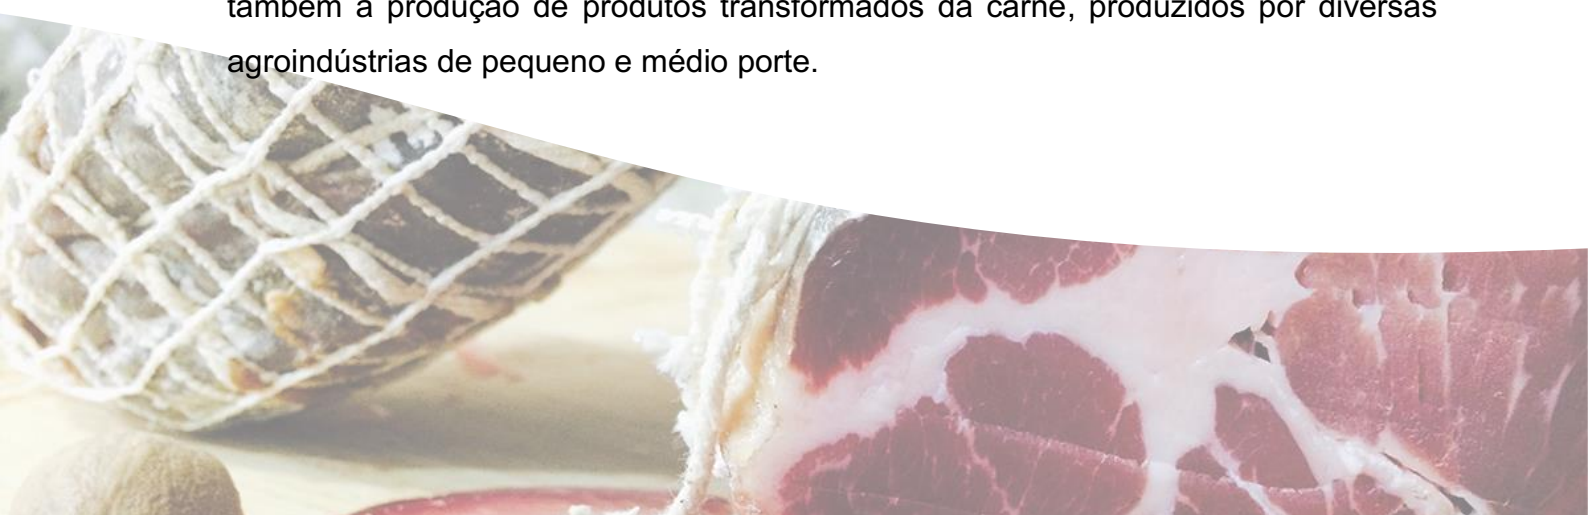 também a produção de produtos transformados da carne, produzidos por diversas
agroindústrias de pequeno e médio porte.